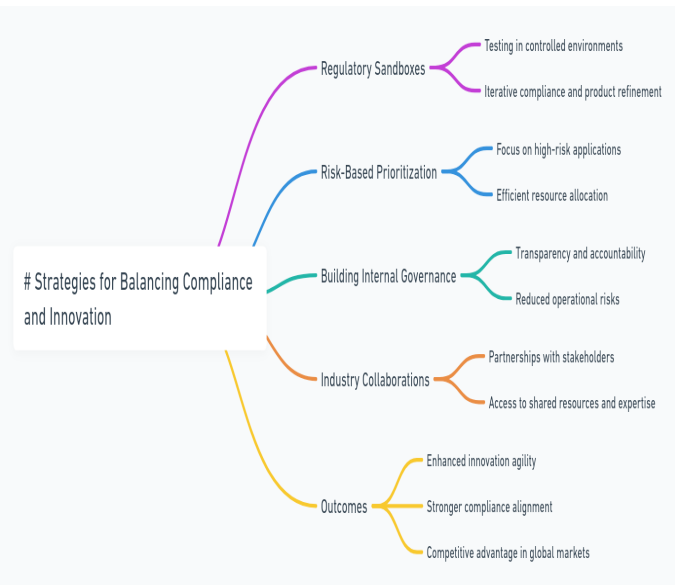 # Strategies for Balancing Compliance
and Innovation
Regulatory Sandboxes
Testing in controlled environments
Iterative compliance and product refinement
Risk-Based Prioritization
Focus on high-risk applications
Efficient resource allocation
Building Internal Governance
Transparency and accountability
Reduced operational risks
Industry Collaborations
Partnerships with stakeholders
Access to shared resources and expertise
Outcomes
Enhanced innovation agility
Stronger compliance alignment
Competitive advantage in global markets